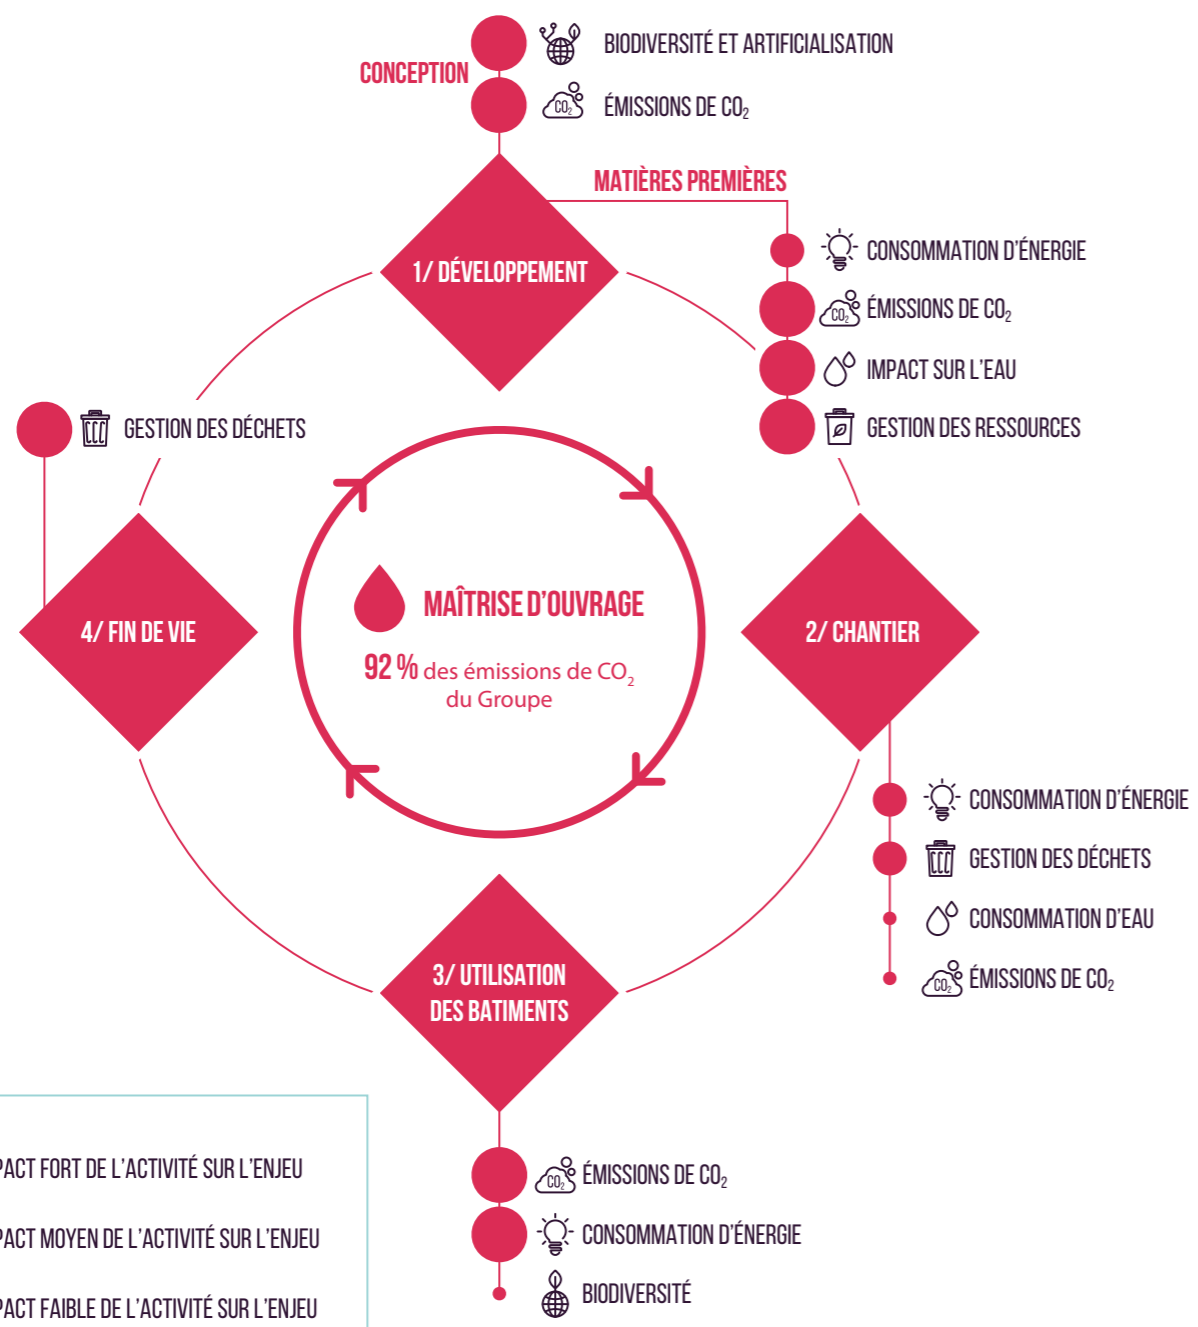 BIODIVERSITÉ ET ARTIFICIALISATION
CONCEPTION
CO₂
ÉMISSIONS DE CO₂
MATIÈRES PREMIÈRES
1/ DÉVELOPPEMENT
CONSOMMATION D'ÉNERGIE
CO₂
ÉMISSIONS DE CO₂
IMPACT SUR L'EAU
GESTION DES RESSOURCES
GESTION DES DÉCHETS
MAÎTRISE D'OUVRAGE
92 % des émissions de CO₂
du Groupe
4/ FIN DE VIE
2/ CHANTIER
CONSOMMATION D'ÉNERGIE
GESTION DES DÉCHETS
CONSOMMATION D'EAU
CO₂
ÉMISSIONS DE CO₂
3/ UTILISATION
DES BATIMENTS
CO₂
ÉMISSIONS DE CO₂
CONSOMMATION D'ÉNERGIE
BIODIVERSITÉ
PACT FORT DE L'ACTIVITÉ SUR L'ENJEU
PACT MOYEN DE L'ACTIVITÉ SUR L'ENJEU
PACT FAIBLE DE L'ACTIVITÉ SUR L'ENJEU